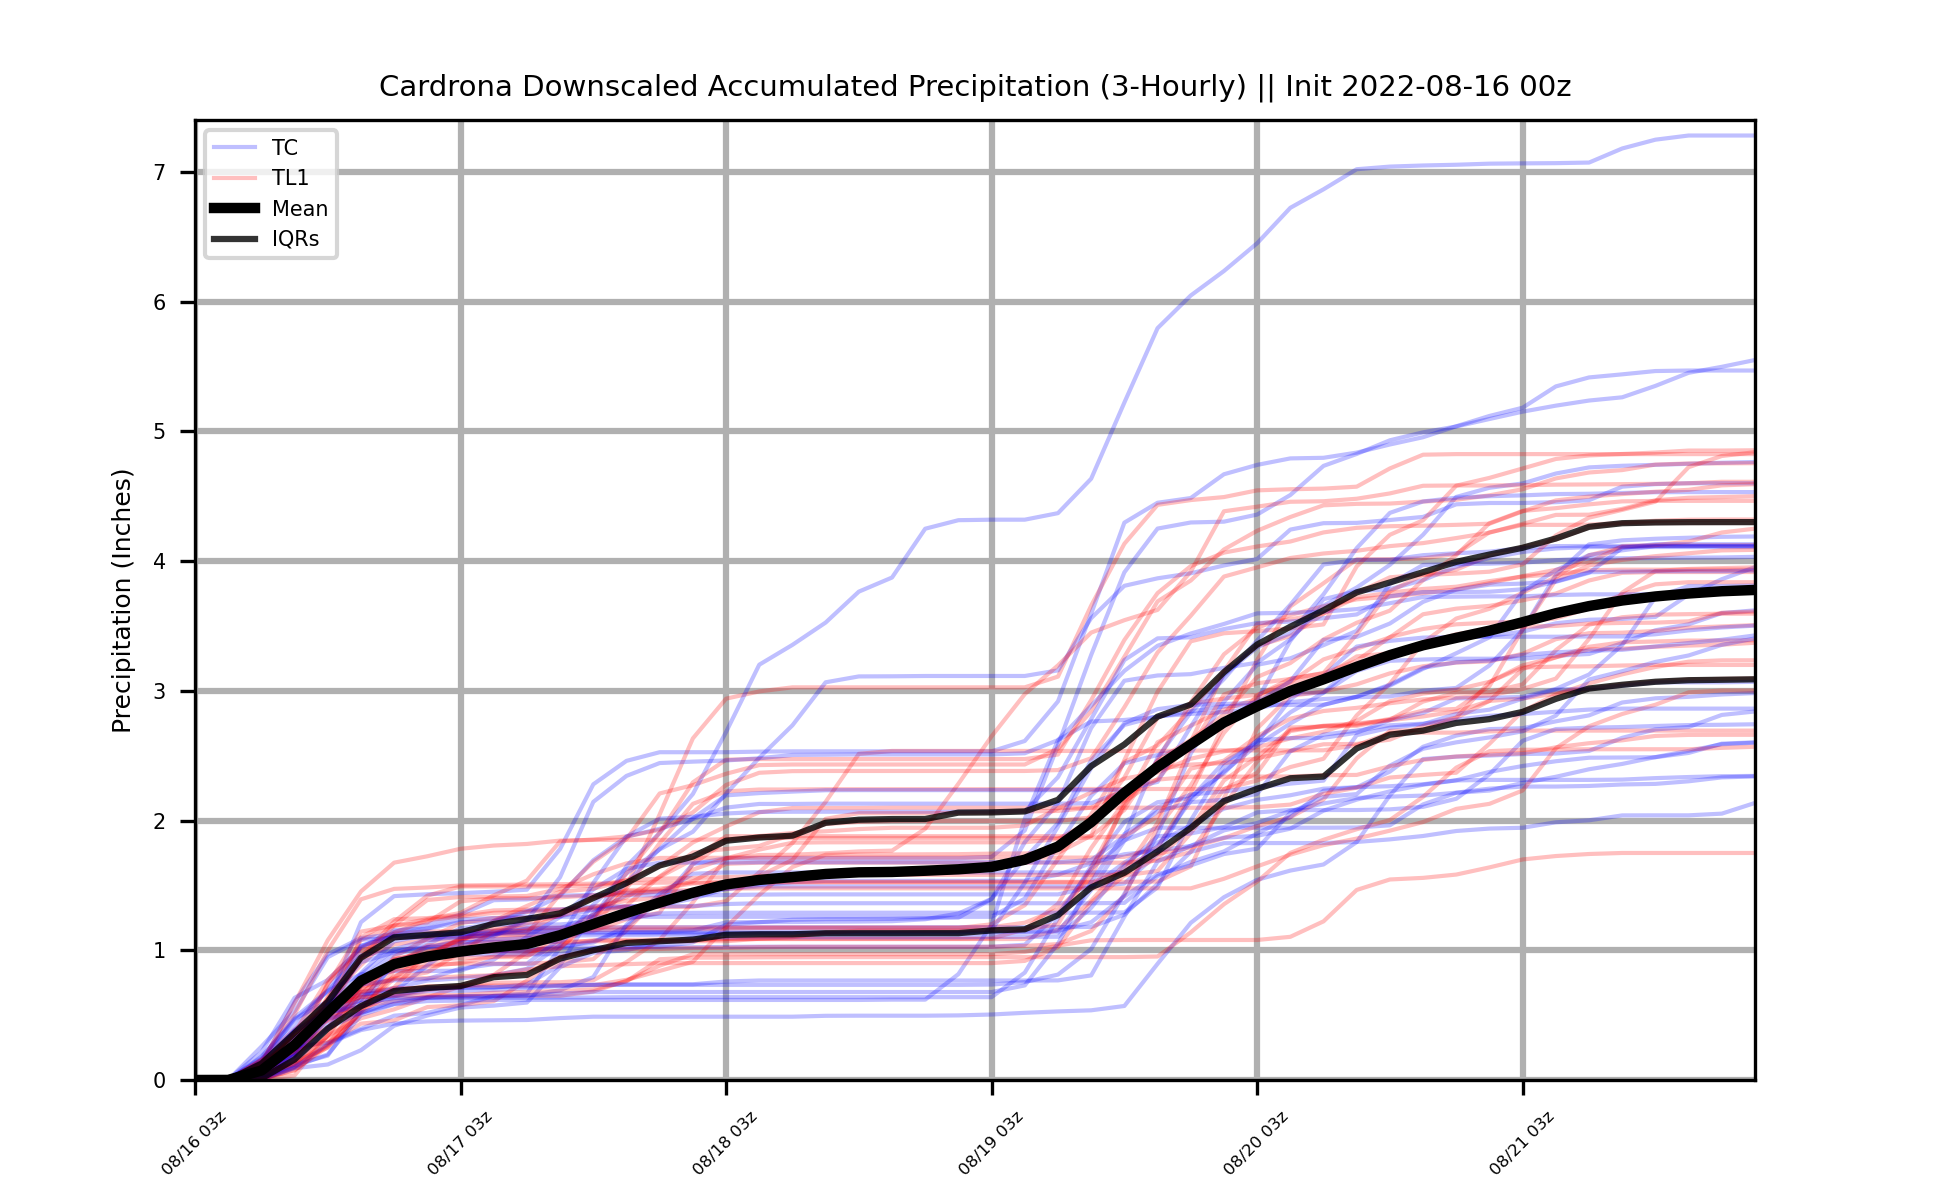 Cardrona Downscaled Accumulated Precipitation (3-Hourly) || Init 2022-08-16 00z
TC
TL1
Mean
IQRs
Precipitation (Inches)
7
6
5
4
3
2
1
0
08/16 03z
08/17 03z
08/18 03z
08/19 03z
08/20 03z
08/21 03z